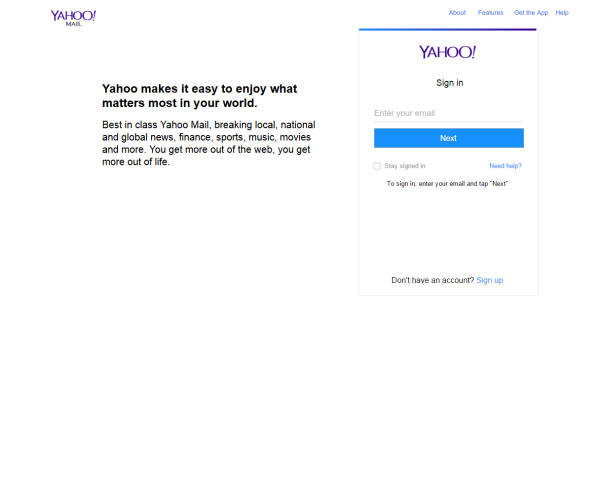 YAHOO!
MAIL
About Features Get the App Help
YAHOO!
Sign in
Yahoo makes it easy to enjoy what
matters most in your world.
Best in class Yahoo Mail, breaking local, national
and global news, finance, sports, music, movies
and more. You get more out of the web, you get
more out of life.
Enter your email
Next
Stay signed in Need help?
To sign in, enter your email and tap "Next"
Don't have an account? Sign up